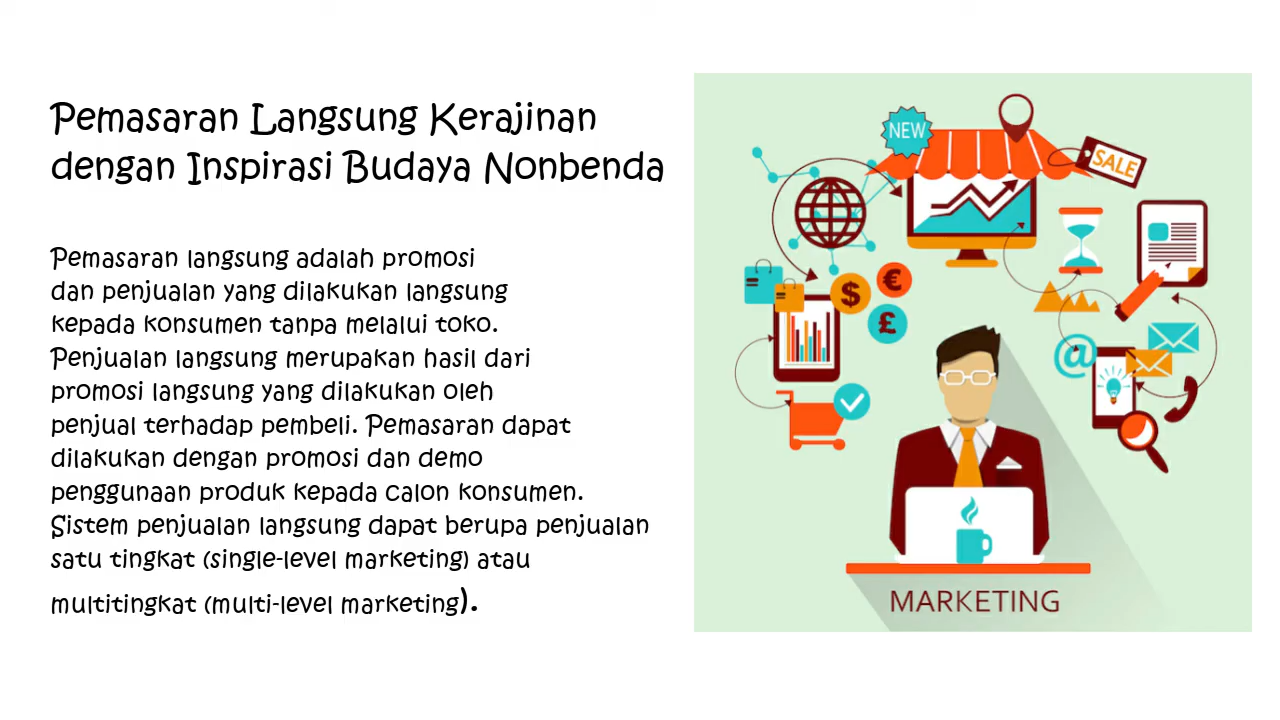 Pemasaran Langsung Kerajinan
dengan Inspirasi Budaya Nonbenda
Pemasaran langsung adalah promosi
dan penjualan yang dilakukan langsung
kepada konsumen tanpa melalui toko.
Penjualan langsung merupakan hasil dari
promosi langsung yang dilakukan oleh
penjual terhadap pembeli. Pemasaran dapat
dilakukan dengan promosi dan demo
penggunaan produk kepada calon konsumen.
Sistem penjualan langsung dapat berupa penjualan
satu tingkat (single-level marketing) atau
multitingkat (multi-level marketing).
NEW
SALE
$
€
£
@
MARKETING